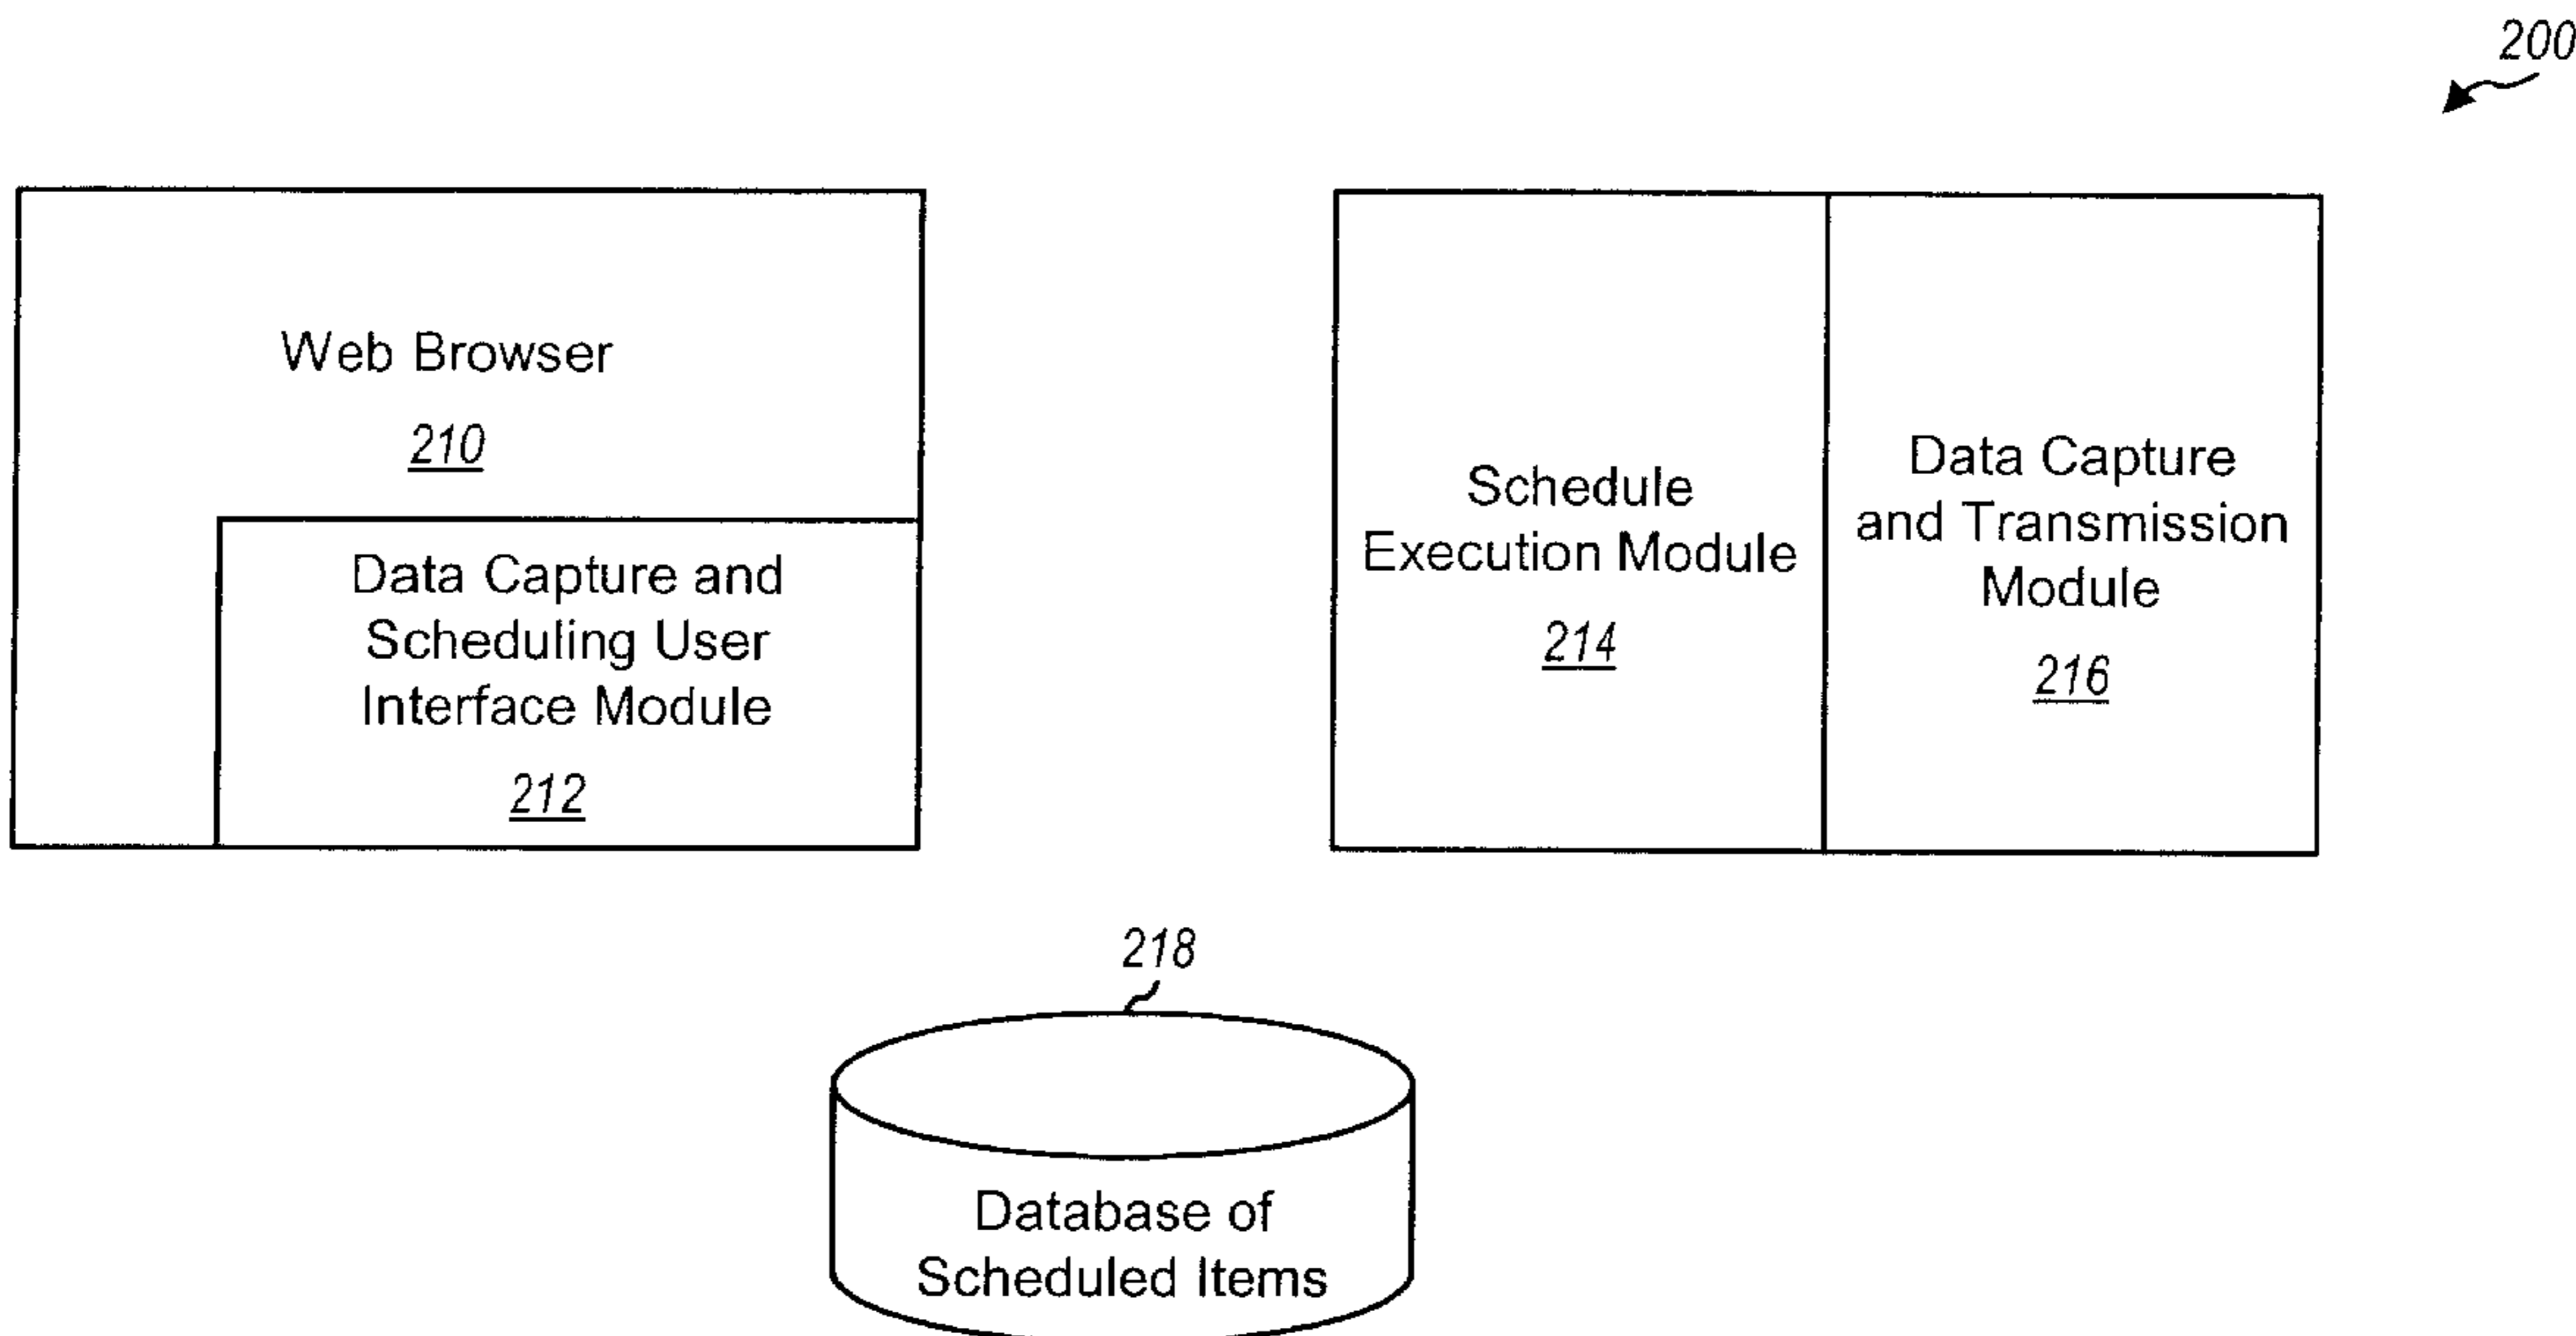 200
Web Browser
210
Data Capture and
Scheduling User
Interface Module
212
Schedule
Execution Module
214
Data Capture
and Transmission
Module
216
218
Database of
Scheduled Items